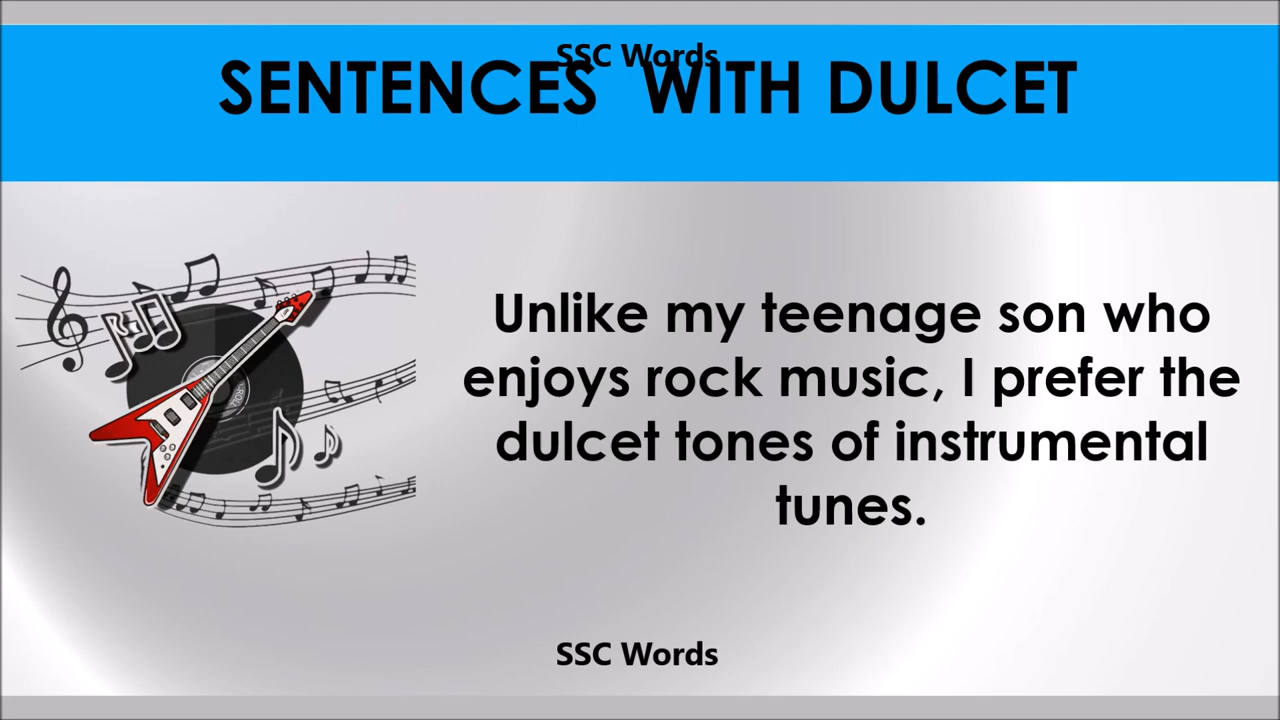 SSC Words
SENTENCES WITH DULCET
Unlike my teenage son who
enjoys rock music, I prefer the
dulcet tones of instrumental
tunes.
SSC Words